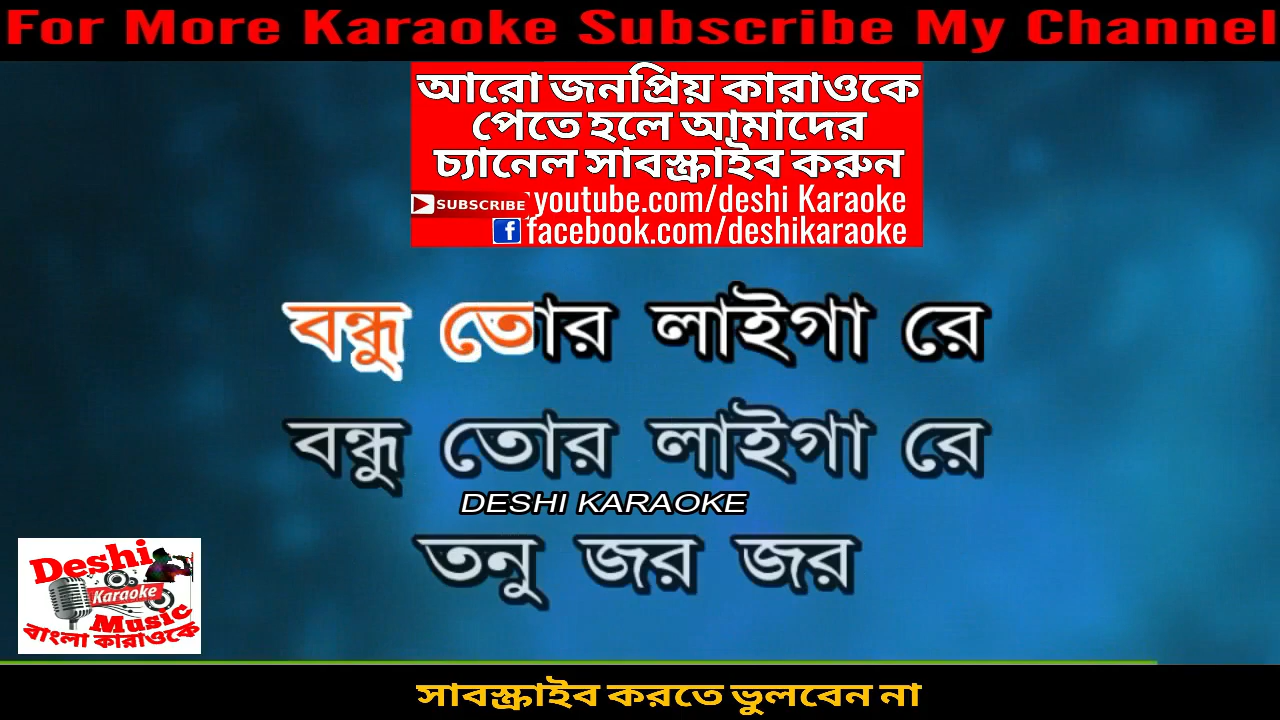 For More Karaoke Subscribe My Channel
আরো জনপ্রিয় কারাওকে
পেতে হলে আমাদের
চ্যানেল সাবস্ক্রাইব করুন
SUBSCRIBE youtube.com/deshi Karaoke
f facebook.com/deshikaraoke
বন্ধু তোর লাইগা রে
বন্ধু তোর লাইগা রে
DESHI KARAOKE
তনু জর জর
Deshi
Karaoke
Music
বাংলা কারাওকে
সাবস্ক্রাইব করতে ভুলবেন না